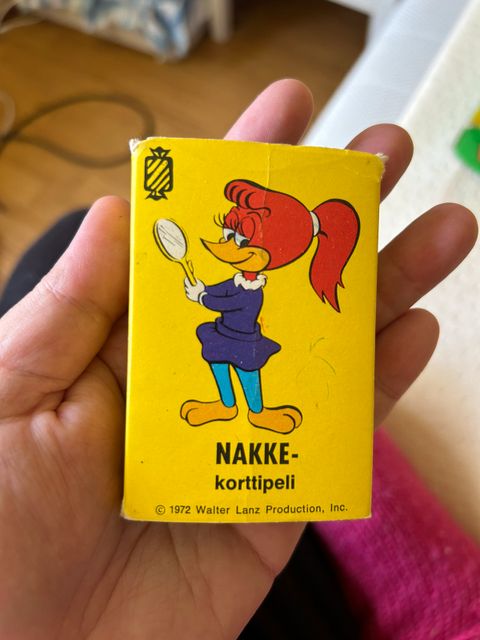 NAKKE-
korttipeli
© 1972 Walter Lanz Production, Inc.